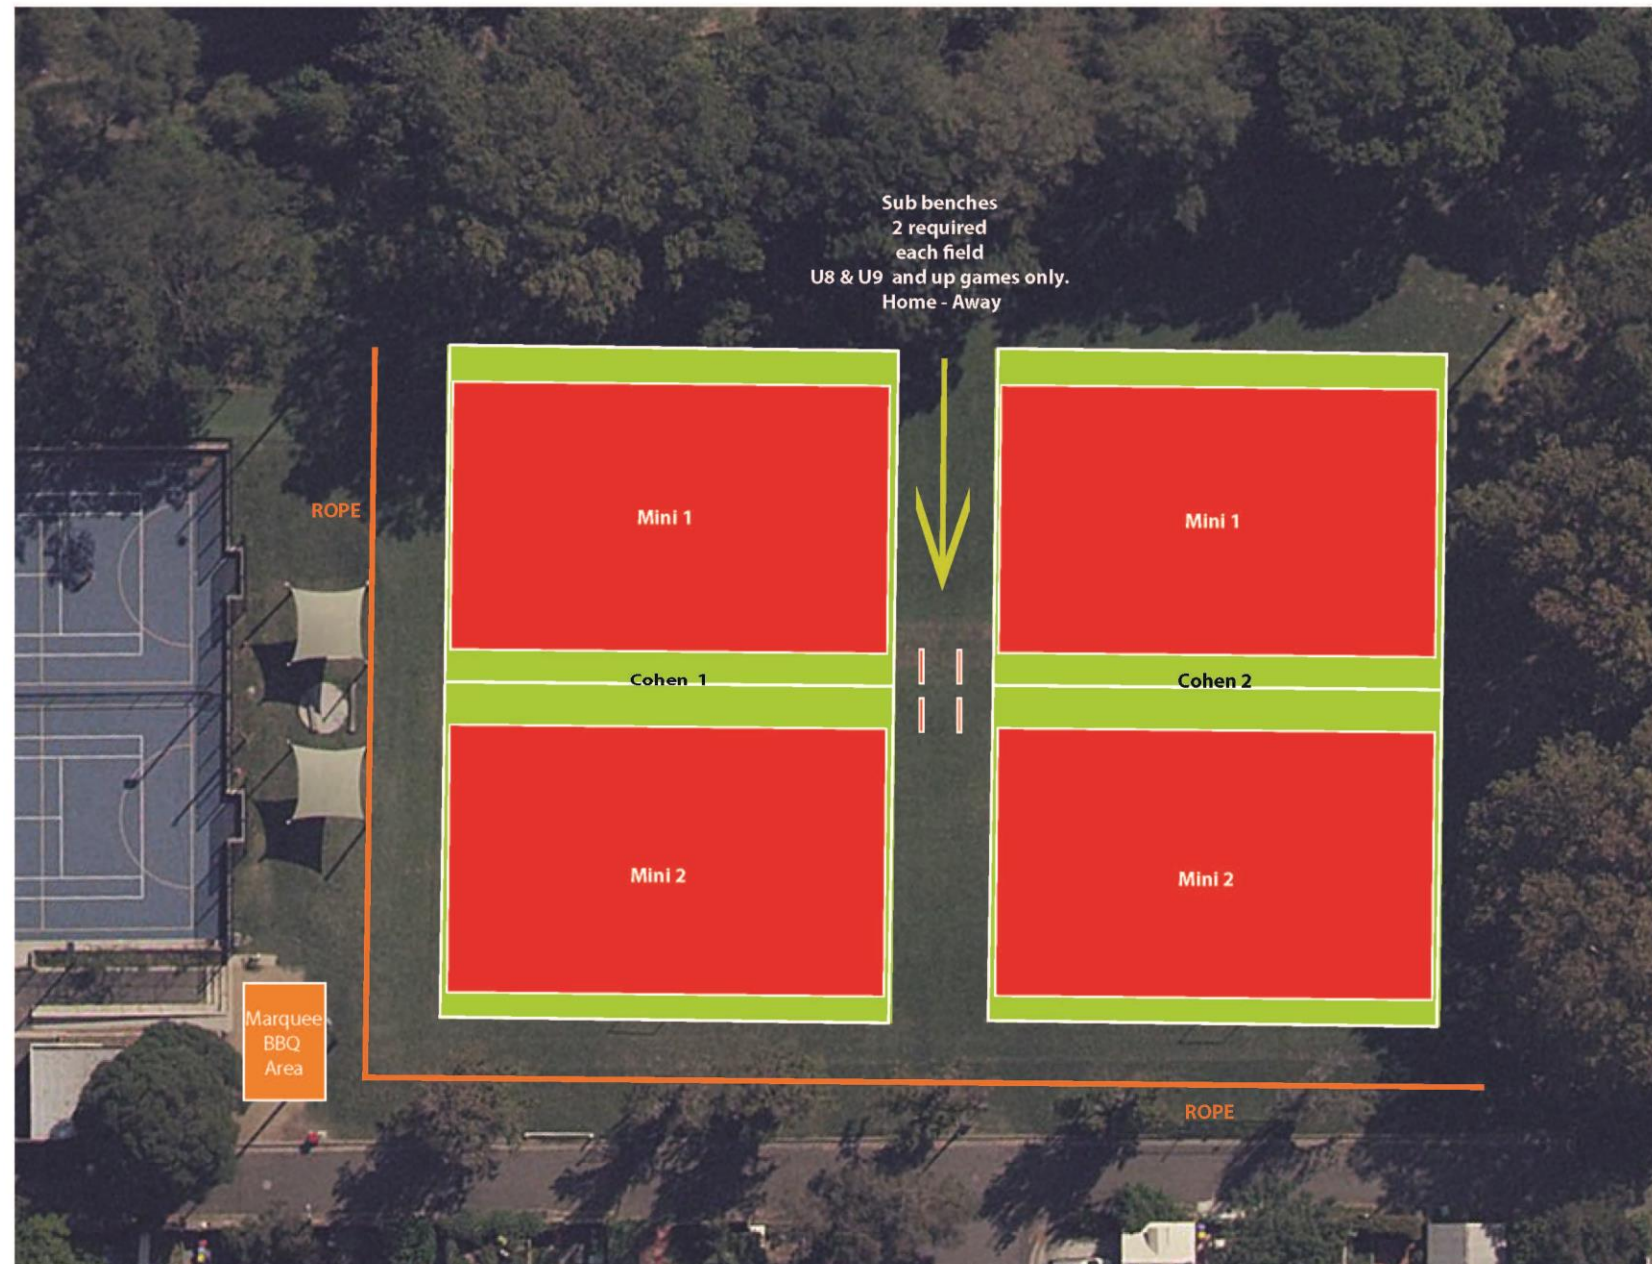 Sub benches
2 required
each field
U8 & U9 and up games only.
Home - Away
ROPE
Mini 1
Mini 1
Cohen 1
Cohen 2
Mini 2
Mini 2
Marquee
BBQ
Area
ROPE